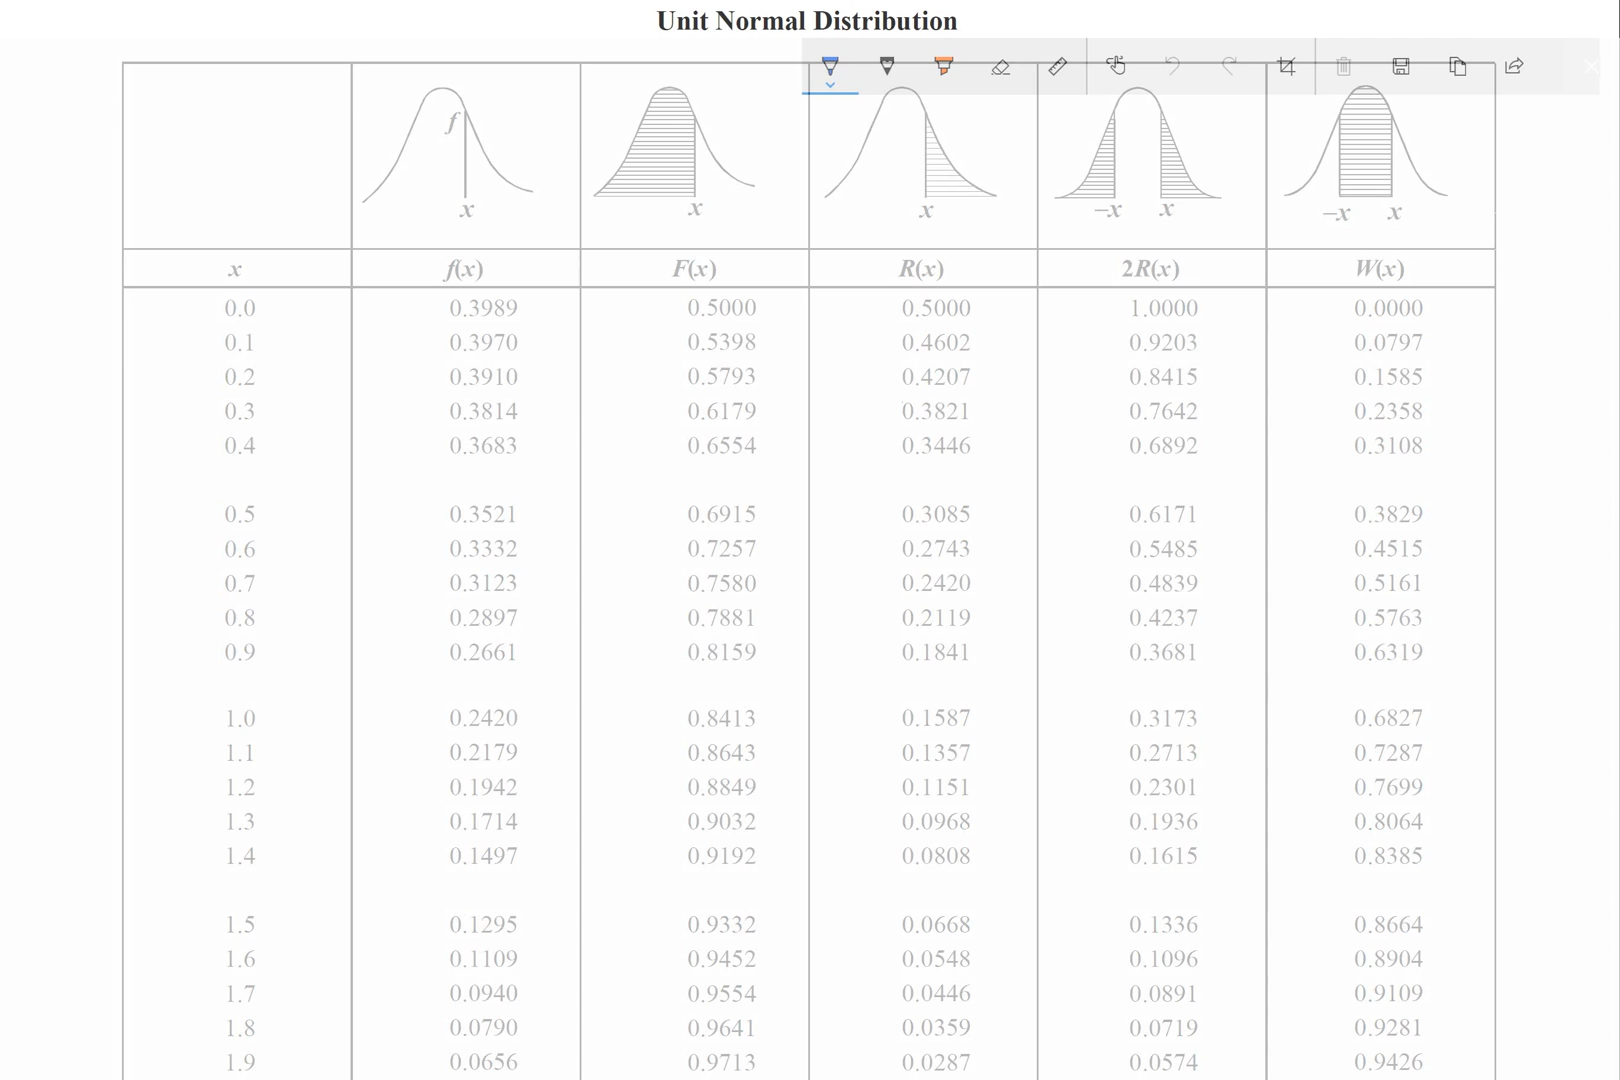 Unit Normal Distribution
f
x x x –x x –x x
x f(x) F(x) R(x) 2R(x) W(x)
0.0 0.3989 0.5000 0.5000 1.0000 0.0000
0.1 0.3970 0.5398 0.4602 0.9203 0.0797
0.2 0.3910 0.5793 0.4207 0.8415 0.1585
0.3 0.3814 0.6179 0.3821 0.7642 0.2358
0.4 0.3683 0.6554 0.3446 0.6892 0.3108
0.5 0.3521 0.6915 0.3085 0.6171 0.3829
0.6 0.3332 0.7257 0.2743 0.5485 0.4515
0.7 0.3123 0.7580 0.2420 0.4839 0.5161
0.8 0.2897 0.7881 0.2119 0.4237 0.5763
0.9 0.2661 0.8159 0.1841 0.3681 0.6319
1.0 0.2420 0.8413 0.1587 0.3173 0.6827
1.1 0.2179 0.8643 0.1357 0.2713 0.7287
1.2 0.1942 0.8849 0.1151 0.2301 0.7699
1.3 0.1714 0.9032 0.0968 0.1936 0.8064
1.4 0.1497 0.9192 0.0808 0.1615 0.8385
1.5 0.1295 0.9332 0.0668 0.1336 0.8664
1.6 0.1109 0.9452 0.0548 0.1096 0.8904
1.7 0.0940 0.9554 0.0446 0.0891 0.9109
1.8 0.0790 0.9641 0.0359 0.0719 0.9281
1.9 0.0656 0.9713 0.0287 0.0574 0.9426